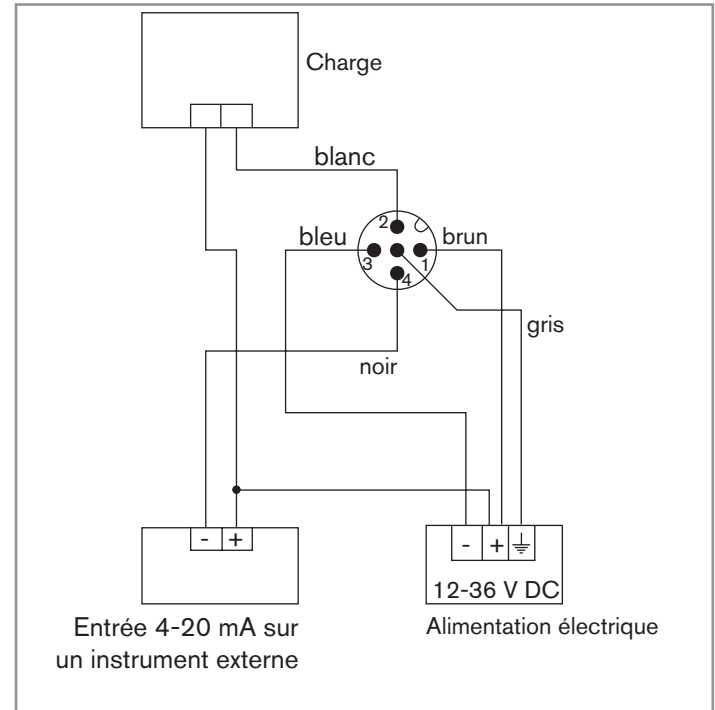 Charge
blanc
2
bleu
brun
3
1
4
gris
noir
- +
- +
12-36 V DC
Entrée 4-20 mA sur
un instrument externe
Alimentation électrique